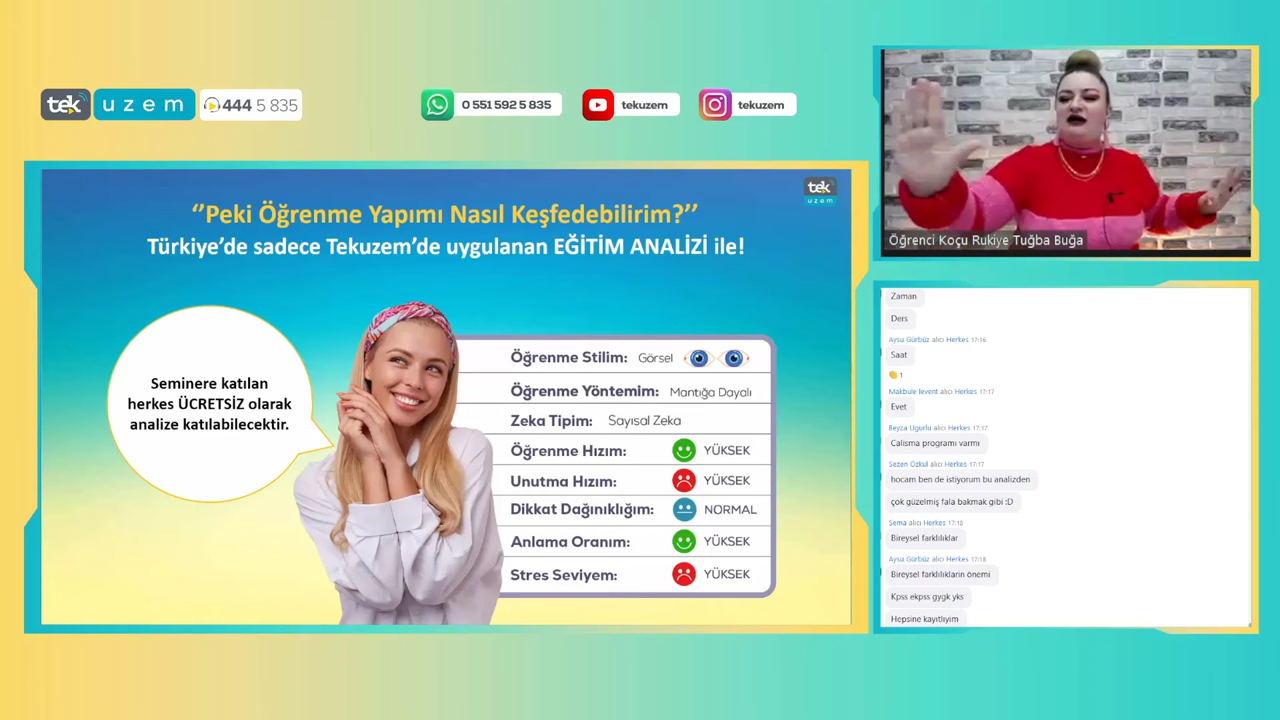 tek uzem 444 5 835
0 551 592 5 835
tekuzem
tekuzem
tek
uzem
‘’Peki Öğrenme Yapımı Nasıl Keşfedebilirim?’’
Türkiye’de sadece Tekuzem’de uygulanan EĞİTİM ANALİZİ ile!
Seminere katılan
herkes ÜCRETSİZ olarak
analize katılabilecektir.
Öğrenme Stilim: Görsel
Öğrenme Yöntemim: Mantığa Dayalı
Zeka Tipim: Sayısal Zeka
Öğrenme Hızım: YÜKSEK
Unutma Hızım: YÜKSEK
Dikkat Dağınıklığım: NORMAL
Anlama Oranım: YÜKSEK
Stres Seviyem: YÜKSEK
Öğrenci Koçu Rukiye Tuğba Buğa
Zaman
Ders
Aysu Gürbüz alıcı Herkes 17:16
Saat
1
Makbule levent alıcı Herkes 17:17
Evet
Beyza Ugurlu alıcı Herkes 17:17
Calisma programı varmı
Sezen Özkul alıcı Herkes 17:17
hocam ben de istiyorum bu analizden
çok güzelmiş fala bakmak gibi :D
Sema alıcı Herkes 17:18
Bireysel farklılıklar
Aysu Gürbüz alıcı Herkes 17:18
Bireysel farklılıkların önemi
Kpss ekpss gygk yks
Hepsine kayıtlıyim